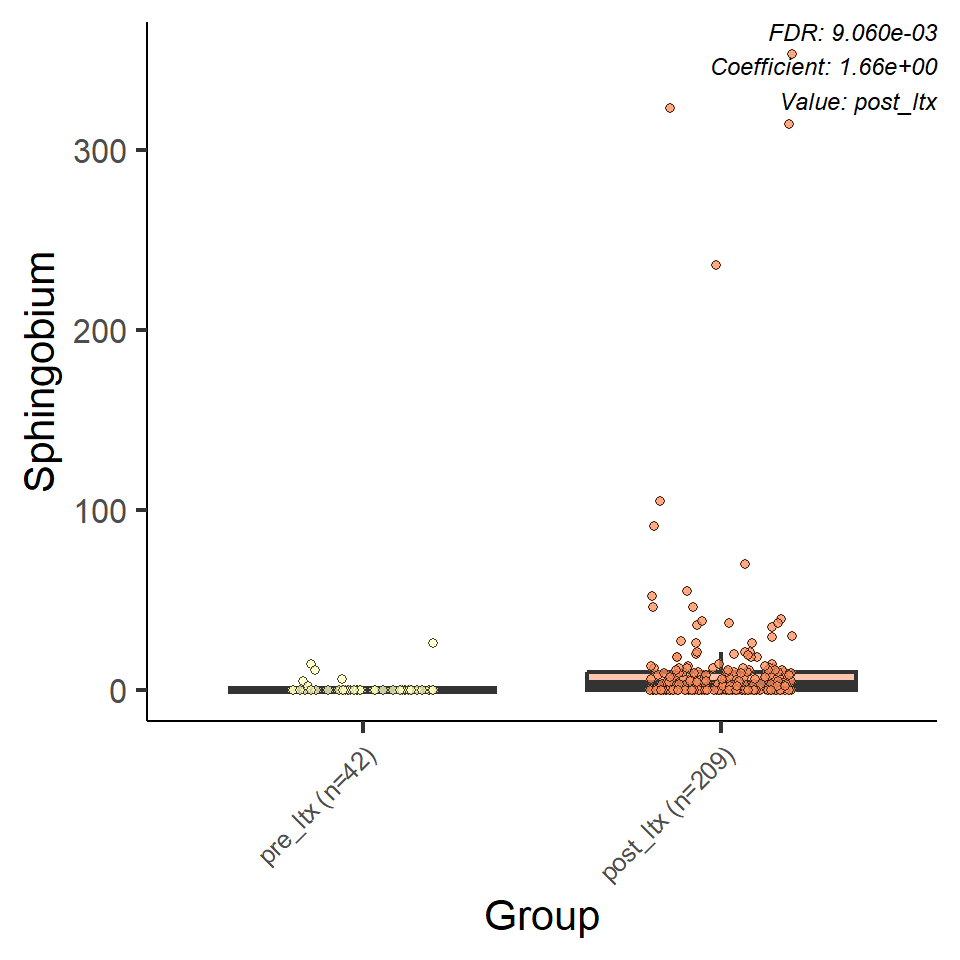 FDR: 9.060e-03
Coefficient: 1.66e+00
Value: post_ltx
Sphingobium
300
200
100
0
pre_ltx (n=42)
post_ltx (n=209)
Group